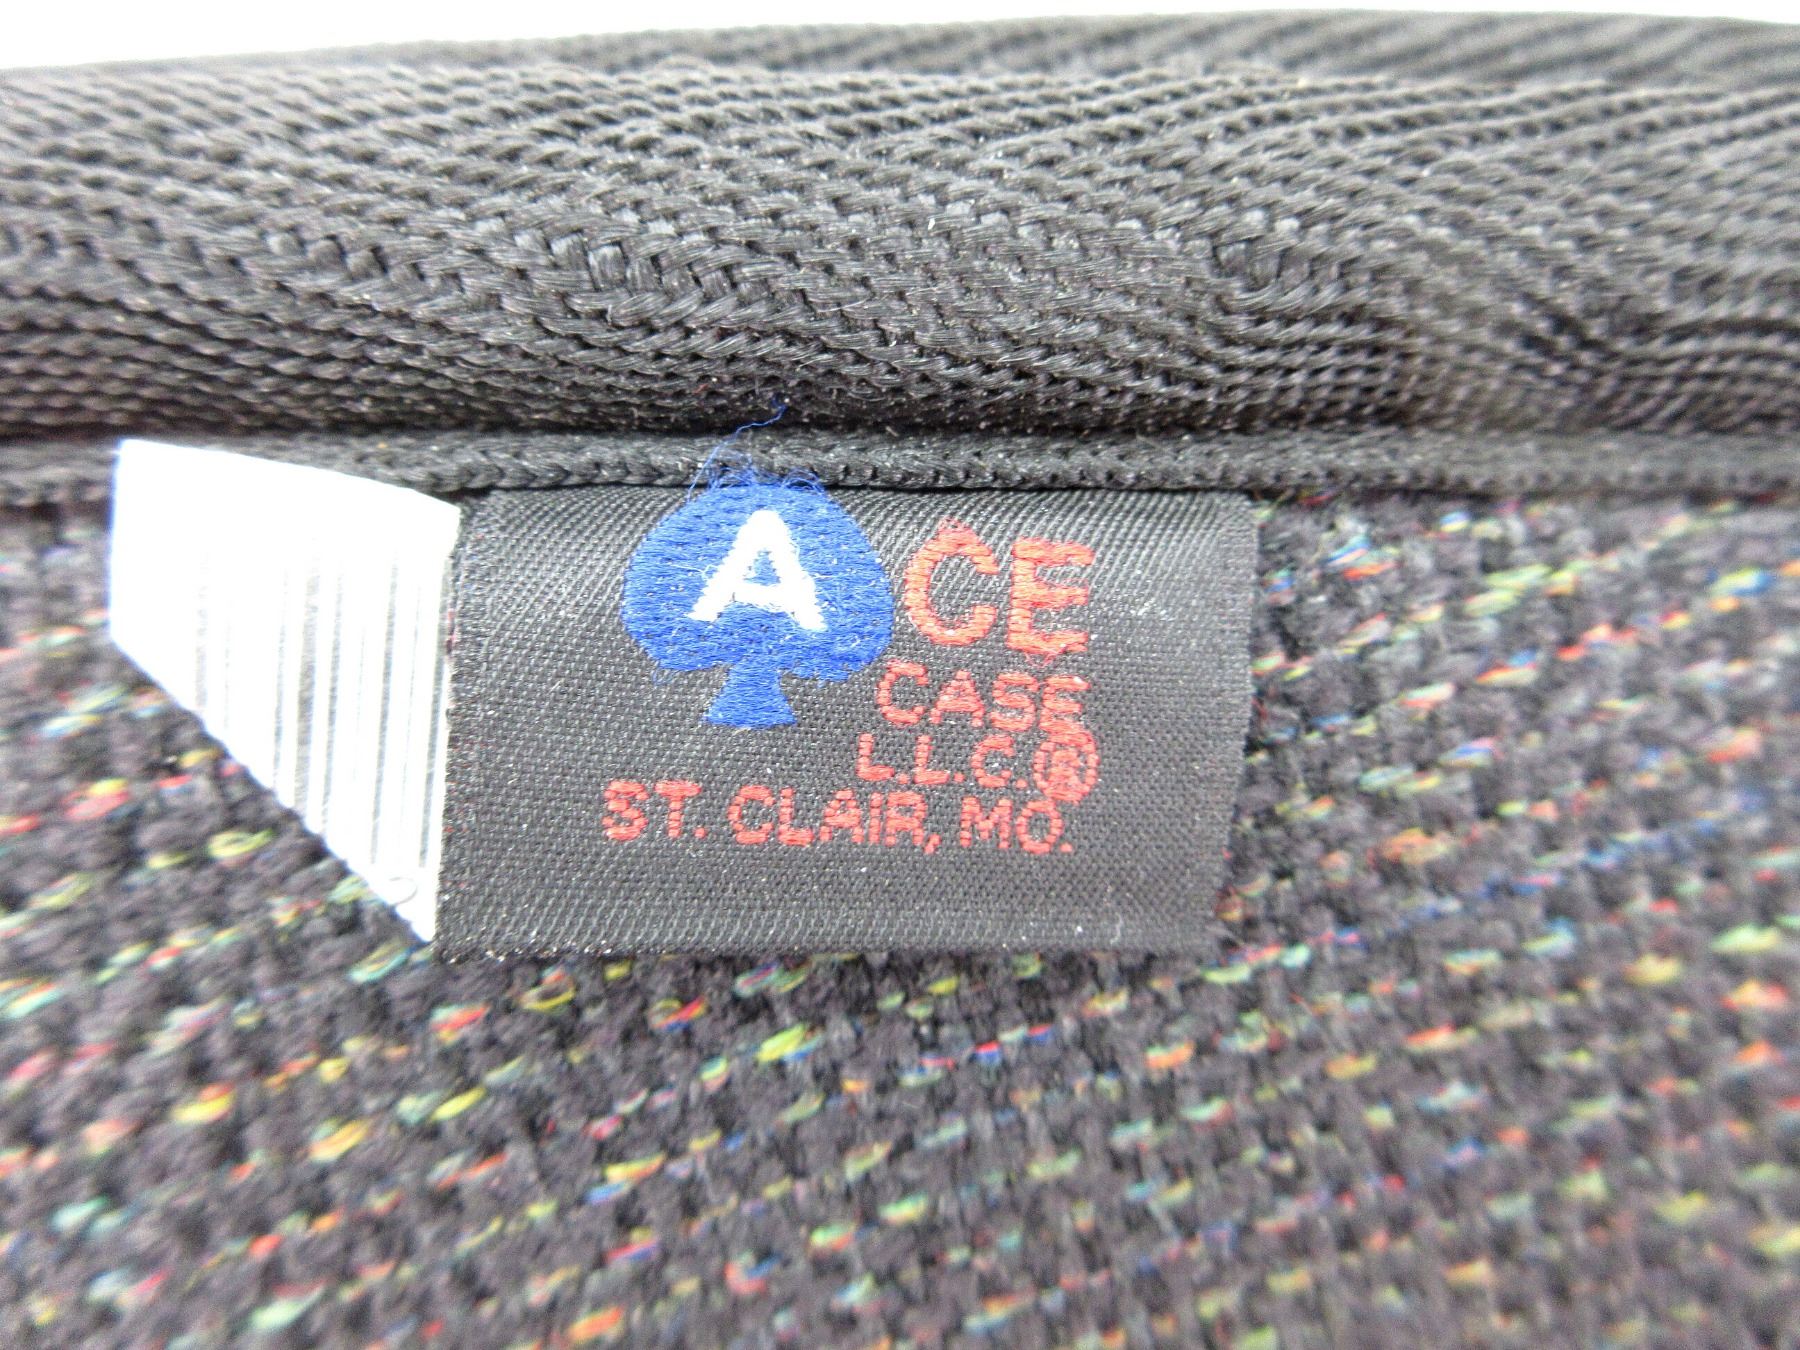 ACE
CASE
L.L.C.®
ST. CLAIR, MO.